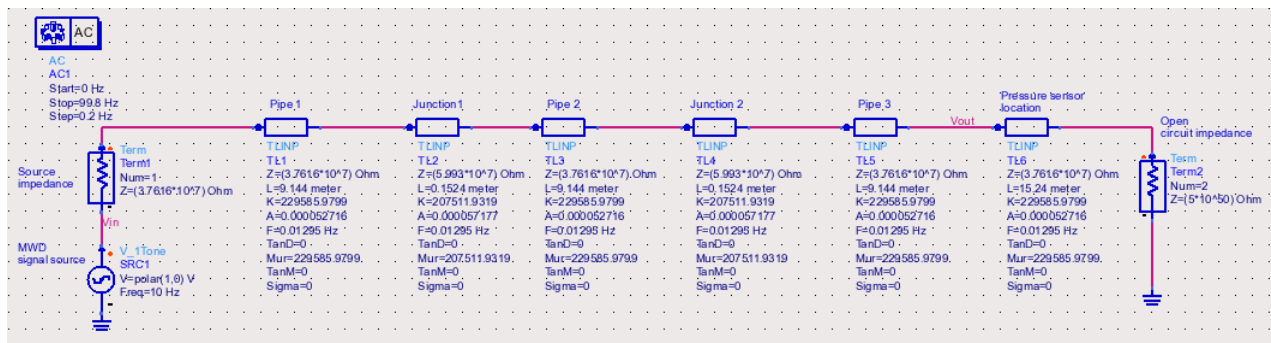 AC
AC
AC1
Start=0 Hz
Stop=99.8 Hz
Step=0.2 Hz
Source
impedance
Term
Term1
Num=1
Z=(3.7616*10^7) Ohm
Vin
MWD
signal source
V_1Tone
SRC1
V=polar(1,0) V
Freq=10 Hz
Pipe 1
TLINP
TL1
Z=(3.7616*10^7) Ohm
L=9.144 meter
K=229585.9799
A=0.000052716
F=0.01295 Hz
TanD=0
Mur=229585.9799
TanM=0
Sigma=0
Junction1
TLINP
TL2
Z=(5.993*10^7) Ohm
L=0.1524 meter
K=207511.9319
A=0.000057177
F=0.01295 Hz
TanD=0
Mur=207511.9319
TanM=0
Sigma=0
Pipe 2
TLINP
TL3
Z=(3.7616*10^7) Ohm
L=9.144 meter
K=229585.9799
A=0.000052716
F=0.01295 Hz
TanD=0
Mur=229585.9799
TanM=0
Sigma=0
Junction 2
TLINP
TL4
Z=(5.993*10^7) Ohm
L=0.1524 meter
K=207511.9319
A=0.000057177
F=0.01295 Hz
TanD=0
Mur=207511.9319
TanM=0
Sigma=0
Pipe 3
TLINP
TL5
Z=(3.7616*10^7) Ohm
L=9.144 meter
K=229585.9799
A=0.000052716
F=0.01295 Hz
TanD=0
Mur=229585.9799
TanM=0
Sigma=0
Vout
Pressure sensor
location
TLINP
TL6
Z=(3.7616*10^7) Ohm
L=15.24 meter
K=229585.9799
A=0.000052716
F=0.01295 Hz
TanD=0
Mur=229585.9799
TanM=0
Sigma=0
Open
circuit impedance
Term
Term2
Num=2
Z=(5*10^50) Ohm